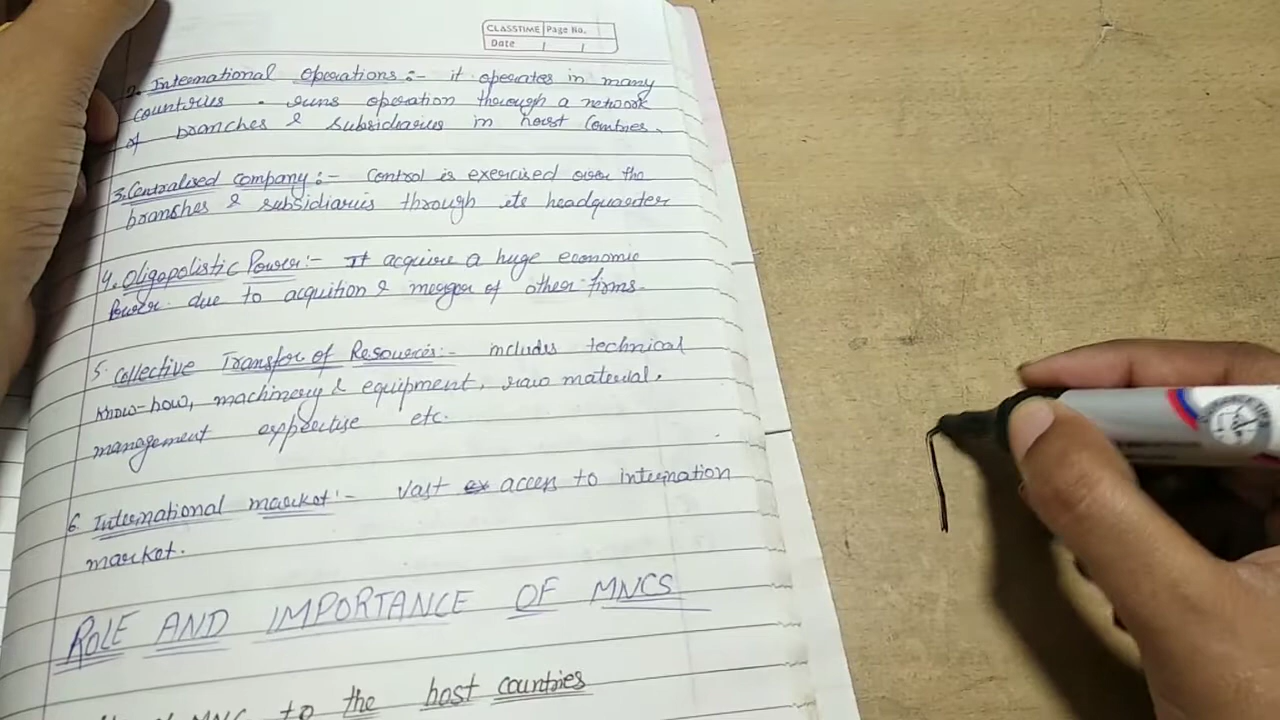 CLASSTIME Page No.
Date
2. International operations :- it operates in many
countries. runs operation through a network
of branches & subsidiaries in host Countries.
3. Centralised company :- Control is exercised over the
branches & subsidiaries through its headquarter
4. Oligopolistic Power :- It acquire a huge economic
Power due to acquition & merger of other firms.
5. Collective Transfer of Resources :- includes technical
know-how, machinery & equipment, raw material,
management expertise etc.
6 International market :- Vast access to internation
market.
ROLE AND IMPORTANCE OF MNCS
MNC to the host countries